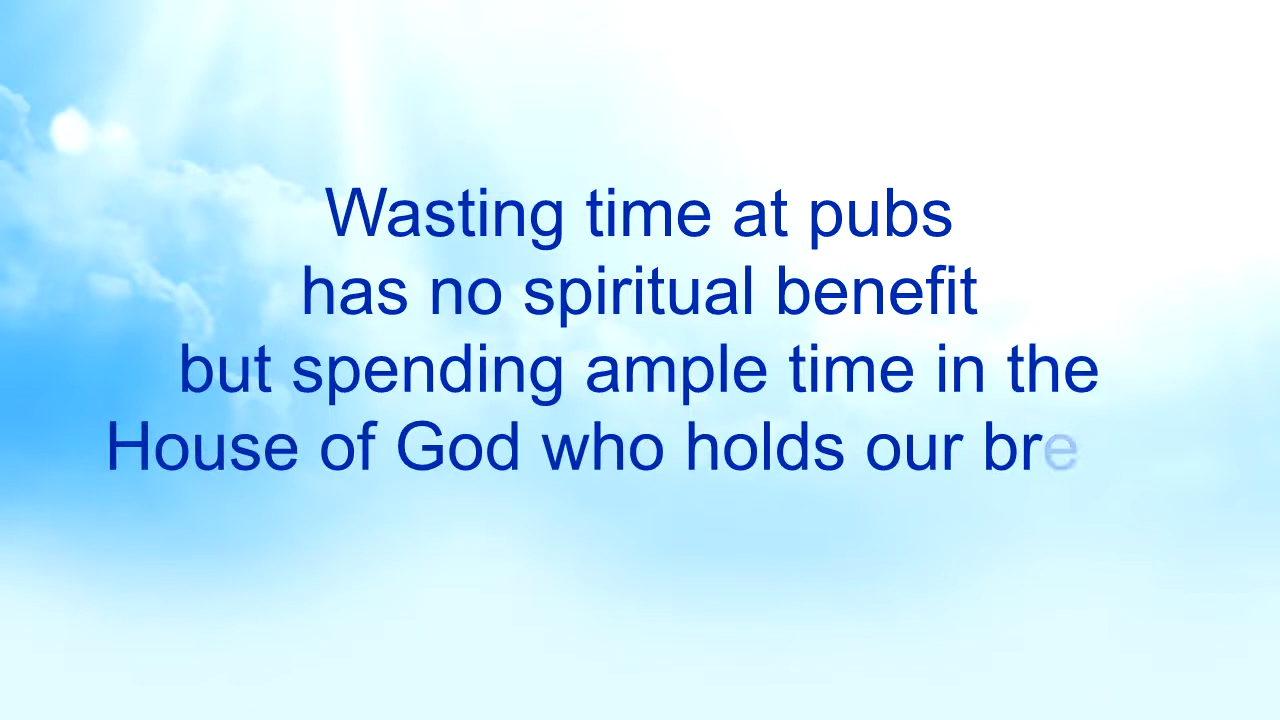 Wasting time at pubs
has no spiritual benefit
but spending ample time in the
House of God who holds our bre